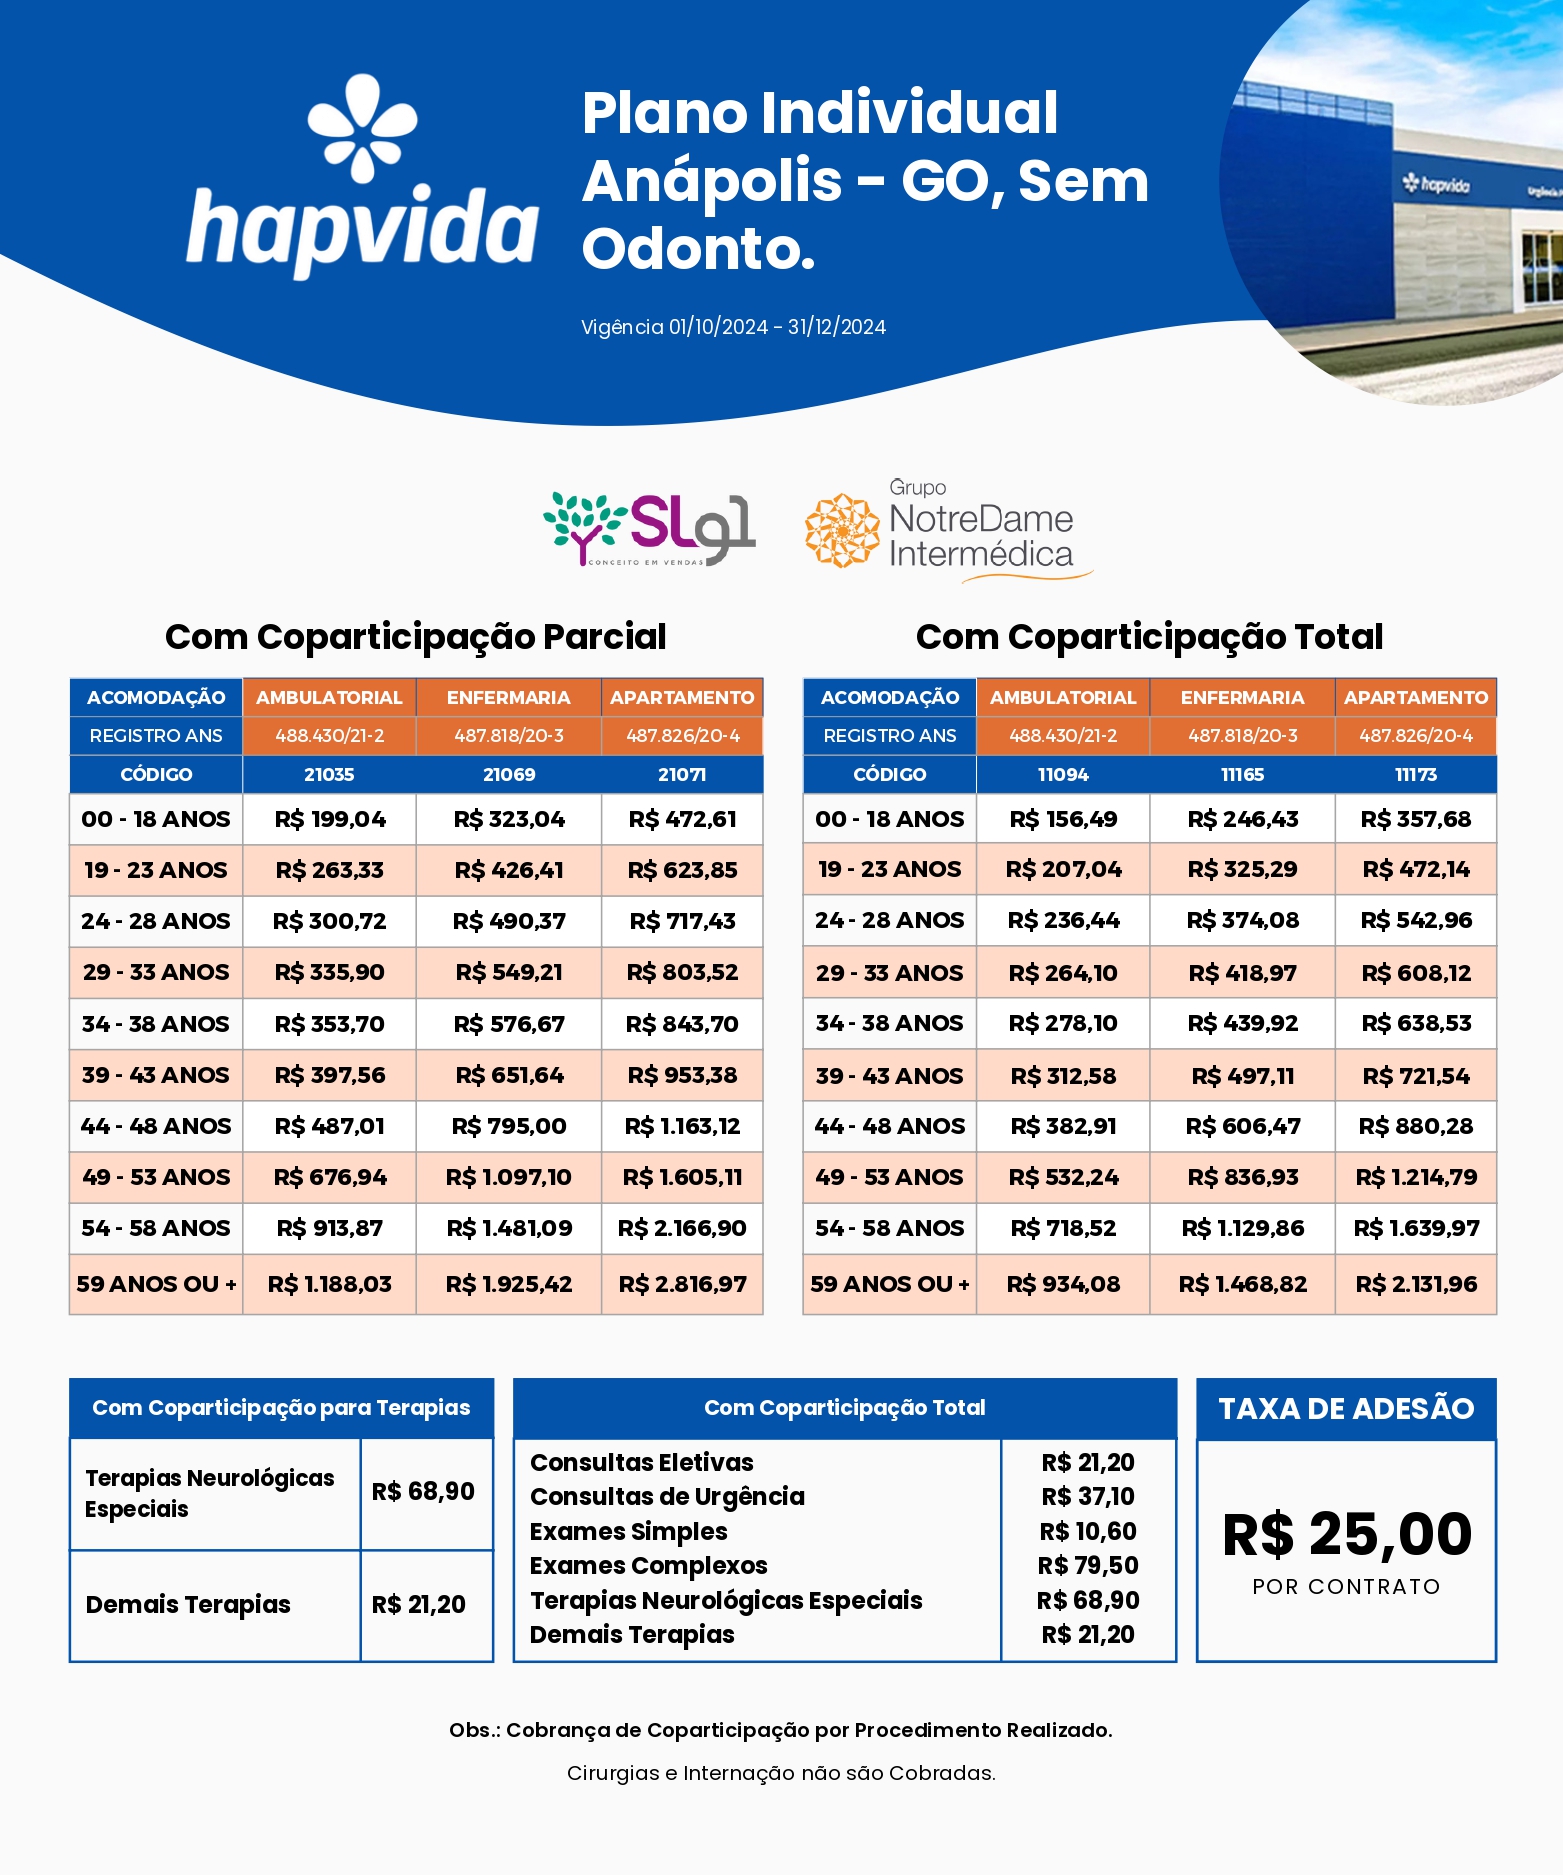 hapvida
Plano Individual
Anápolis - GO, Sem
Odonto.
Vigência 01/10/2024 - 31/12/2024
hapvida
SLg1
CONCEITO EM VENDAS
Grupo
NotreDame
Intermédica
Com Coparticipação Parcial
ACOMODAÇÃO AMBULATORIAL ENFERMARIA APARTAMENTO
REGISTRO ANS 488.430/21-2 487.818/20-3 487.826/20-4
CÓDIGO 21035 21069 21071
00 - 18 ANOS R$ 199,04 R$ 323,04 R$ 472,61
19 - 23 ANOS R$ 263,33 R$ 426,41 R$ 623,85
24 - 28 ANOS R$ 300,72 R$ 490,37 R$ 717,43
29 - 33 ANOS R$ 335,90 R$ 549,21 R$ 803,52
34 - 38 ANOS R$ 353,70 R$ 576,67 R$ 843,70
39 - 43 ANOS R$ 397,56 R$ 651,64 R$ 953,38
44 - 48 ANOS R$ 487,01 R$ 795,00 R$ 1.163,12
49 - 53 ANOS R$ 676,94 R$ 1.097,10 R$ 1.605,11
54 - 58 ANOS R$ 913,87 R$ 1.481,09 R$ 2.166,90
59 ANOS OU + R$ 1.188,03 R$ 1.925,42 R$ 2.816,97
Com Coparticipação Total
ACOMODAÇÃO AMBULATORIAL ENFERMARIA APARTAMENTO
REGISTRO ANS 488.430/21-2 487.818/20-3 487.826/20-4
CÓDIGO 11094 11165 11173
00 - 18 ANOS R$ 156,49 R$ 246,43 R$ 357,68
19 - 23 ANOS R$ 207,04 R$ 325,29 R$ 472,14
24 - 28 ANOS R$ 236,44 R$ 374,08 R$ 542,96
29 - 33 ANOS R$ 264,10 R$ 418,97 R$ 608,12
34 - 38 ANOS R$ 278,10 R$ 439,92 R$ 638,53
39 - 43 ANOS R$ 312,58 R$ 497,11 R$ 721,54
44 - 48 ANOS R$ 382,91 R$ 606,47 R$ 880,28
49 - 53 ANOS R$ 532,24 R$ 836,93 R$ 1.214,79
54 - 58 ANOS R$ 718,52 R$ 1.129,86 R$ 1.639,97
59 ANOS OU + R$ 934,08 R$ 1.468,82 R$ 2.131,96
Com Coparticipação para Terapias
Terapias Neurológicas
Especiais R$ 68,90
Demais Terapias R$ 21,20
Com Coparticipação Total
Consultas Eletivas R$ 21,20
Consultas de Urgência R$ 37,10
Exames Simples R$ 10,60
Exames Complexos R$ 79,50
Terapias Neurológicas Especiais R$ 68,90
Demais Terapias R$ 21,20
TAXA DE ADESÃO
R$ 25,00
POR CONTRATO
Obs.: Cobrança de Coparticipação por Procedimento Realizado.
Cirurgias e Internação não são Cobradas.